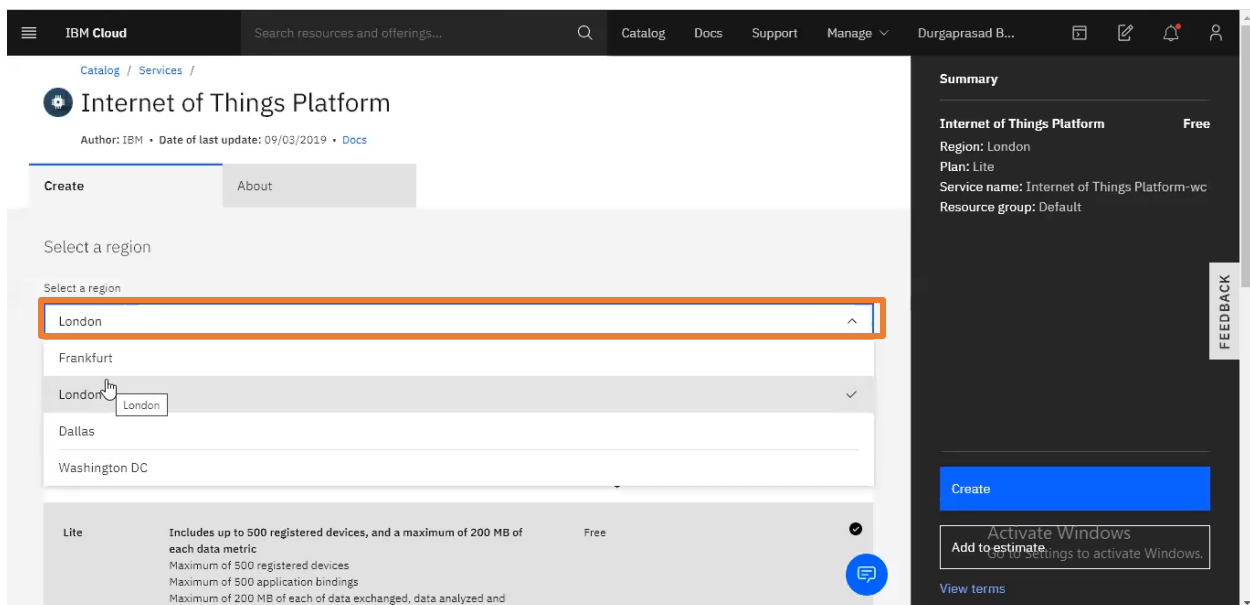 IBM Cloud
Search resources and offerings...
Catalog
Docs
Support
Manage
Durgaprasad B...
Catalog / Services /
Internet of Things Platform
Author: IBM • Date of last update: 09/03/2019 • Docs
Create
About
Select a region
Select a region
London
Frankfurt
London
London
Dallas
Washington DC
Lite
Includes up to 500 registered devices, and a maximum of 200 MB of
each data metric
Maximum of 500 registered devices
Maximum of 500 application bindings
Maximum of 200 MB of each of data exchanged, data analyzed and
Free
Summary
Internet of Things Platform Free
Region: London
Plan: Lite
Service name: Internet of Things Platform-wc
Resource group: Default
FEEDBACK
Create
Activate Windows
Add to estimate
Go to Settings to activate Windows.
View terms